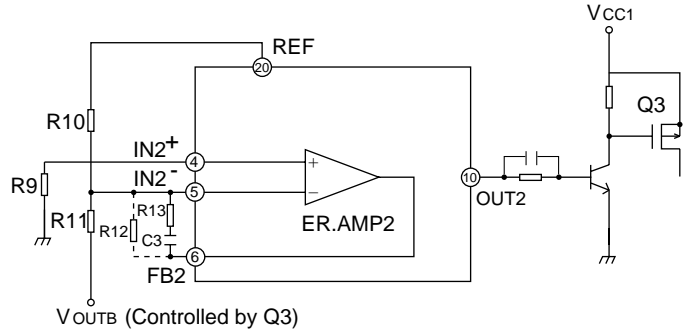 VCC1
REF
20
R10
Q3
IN2+
4
+
R9
IN2-
5
−
10
OUT2
R11
R13
R12
C3
ER.AMP2
6
FB2
VOUTB (Controlled by Q3)